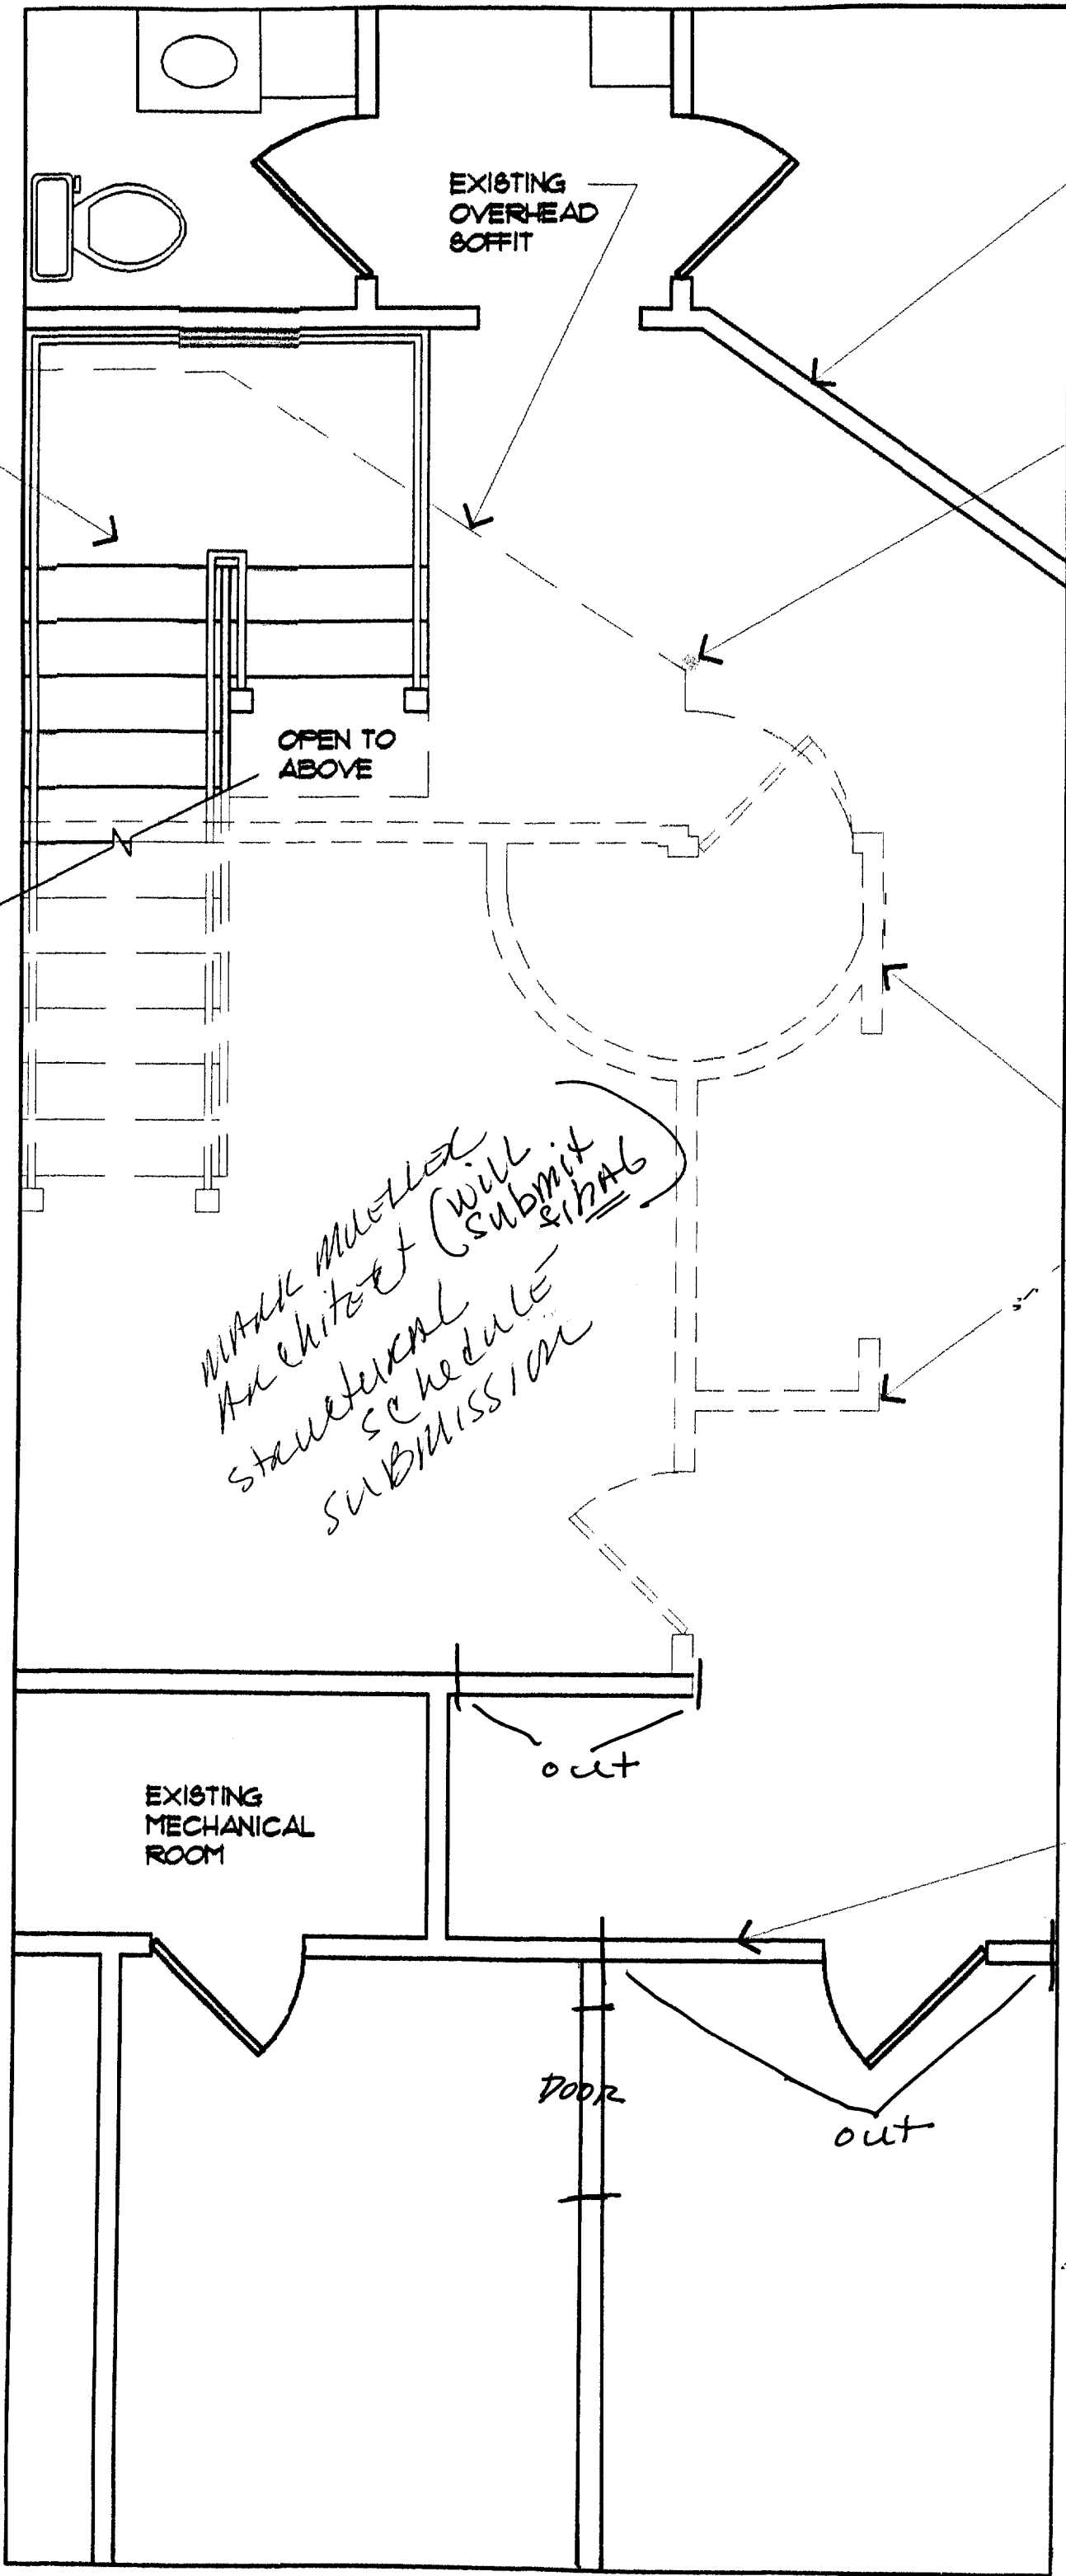 EXISTING
OVERHEAD
SOFFIT
OPEN TO
ABOVE
MARK MUELLER
ARchitEct (will
submit
structural
schedule
SUBMISSION
out
EXISTING
MECHANICAL
ROOM
DOOR
out